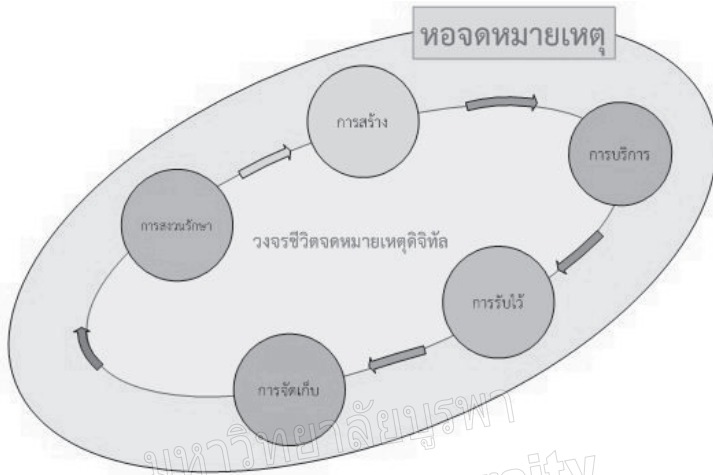 หอจดหมายเหตุ
การสร้าง
การบริการ
การสงวนรักษา
วงจรชีวิตจดหมายเหตุดิจิทัล
การรับไว้
การจัดเก็บ
มหาวิทยาลัยบูรพา